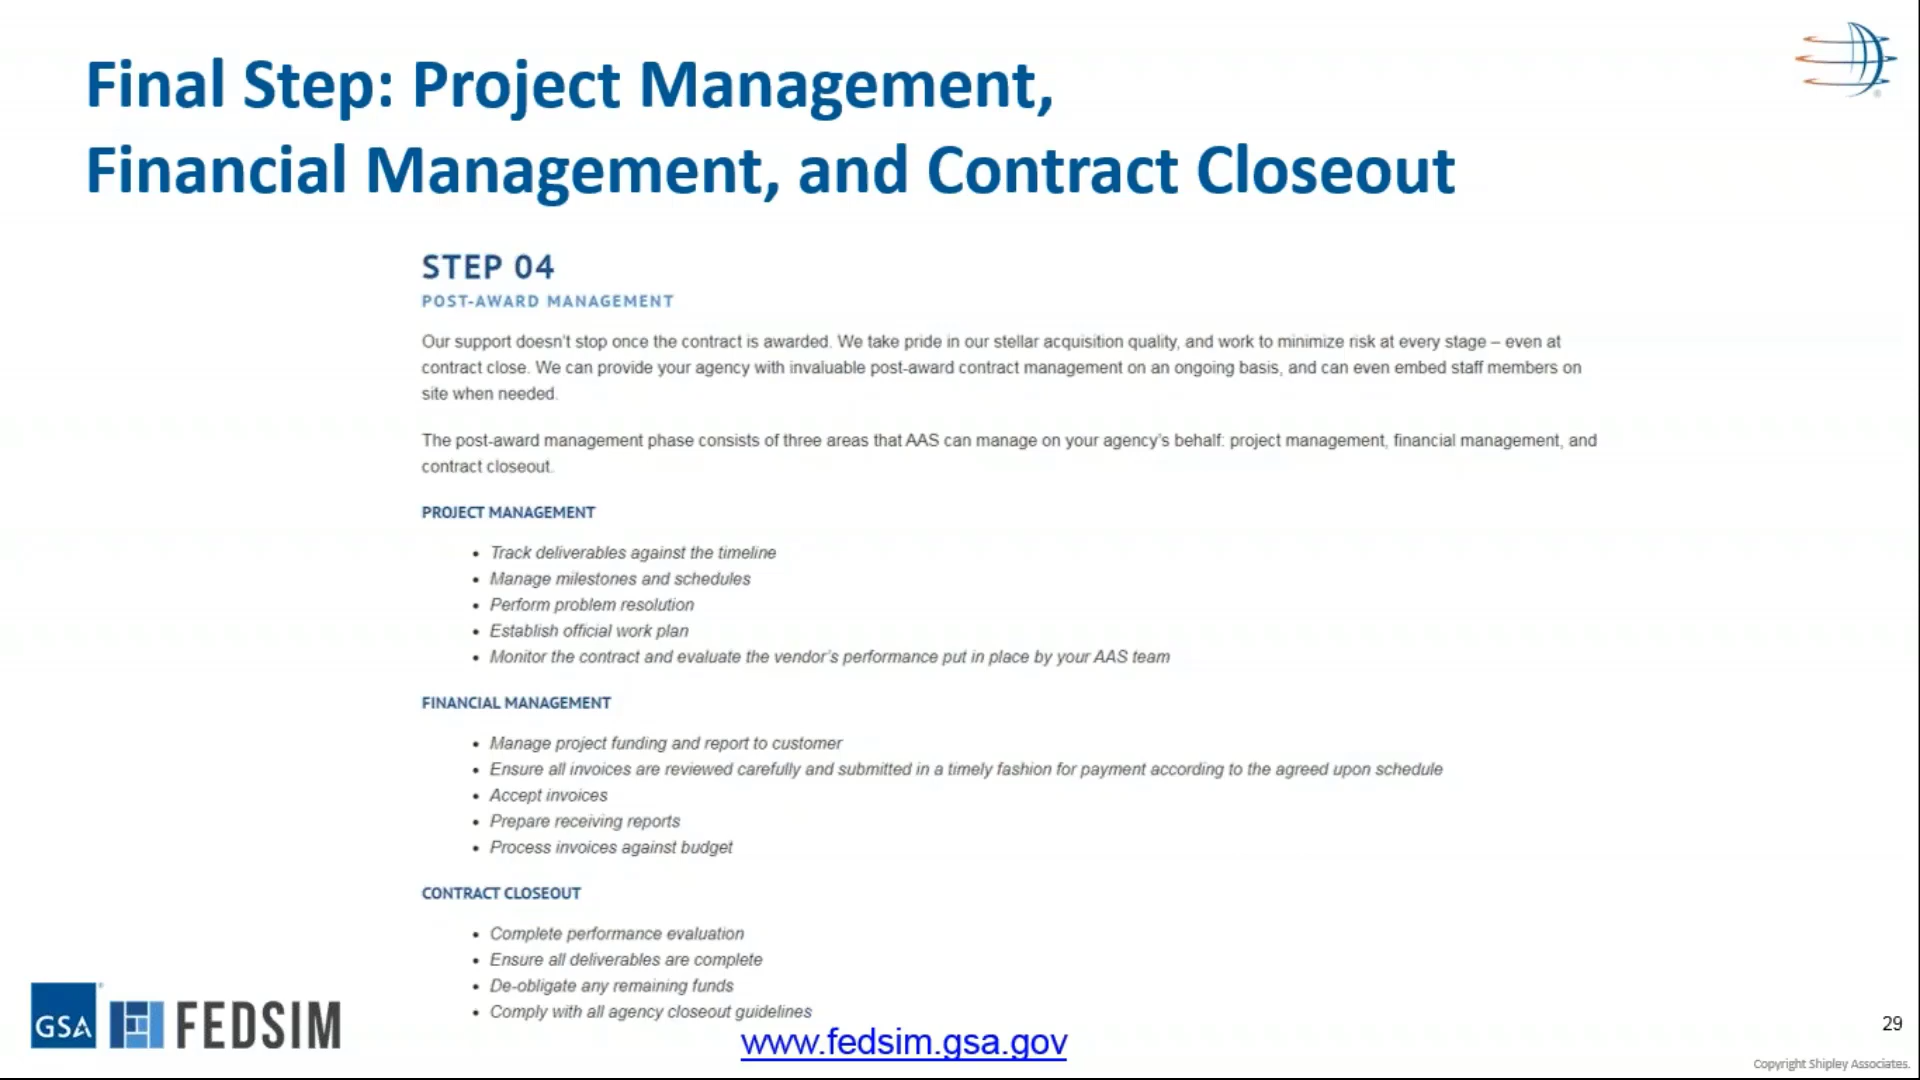 Final Step: Project Management,
Financial Management, and Contract Closeout
STEP 04
POST-AWARD MANAGEMENT
Our support doesn't stop once the contract is awarded. We take pride in our stellar acquisition quality, and work to minimize risk at every stage – even at
contract close. We can provide your agency with invaluable post-award contract management on an ongoing basis, and can even embed staff members on
site when needed.
The post-award management phase consists of three areas that AAS can manage on your agency's behalf: project management, financial management, and
contract closeout.
PROJECT MANAGEMENT
• Track deliverables against the timeline
• Manage milestones and schedules
• Perform problem resolution
• Establish official work plan
• Monitor the contract and evaluate the vendor's performance put in place by your AAS team
FINANCIAL MANAGEMENT
• Manage project funding and report to customer
• Ensure all invoices are reviewed carefully and submitted in a timely fashion for payment according to the agreed upon schedule
• Accept invoices
• Prepare receiving reports
• Process invoices against budget
CONTRACT CLOSEOUT
• Complete performance evaluation
• Ensure all deliverables are complete
• De-obligate any remaining funds
• Comply with all agency closeout guidelines
GSA FEDSIM
www.fedsim.gsa.gov
29
Copyright Shipley Associates.